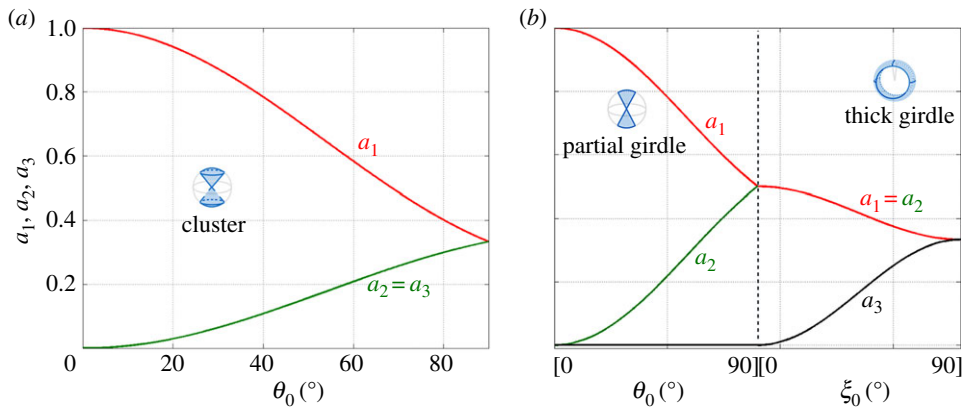 (a)
1.0
0.8
0.6
0.4
0.2
0
a₁, a₂, a₃
a₁
cluster
a₂ = a₃
20
40
60
80
θ₀ (°)
(b)
a₁
partial girdle
thick girdle
a₁ = a₂
a₂
a₃
[0
90][0
90]
θ₀ (°)
ξ₀ (°)